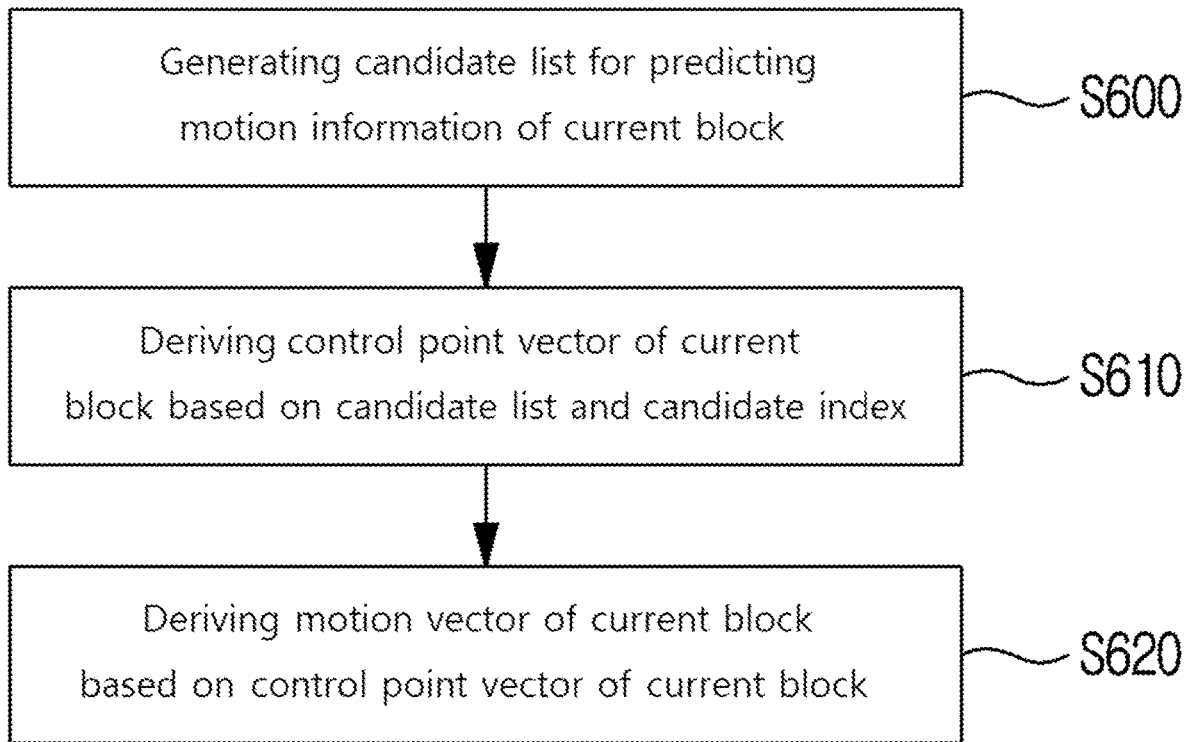 Generating candidate list for predicting
motion information of current block
S600
Deriving control point vector of current
block based on candidate list and candidate index
S610
Deriving motion vector of current block
based on control point vector of current block
S620